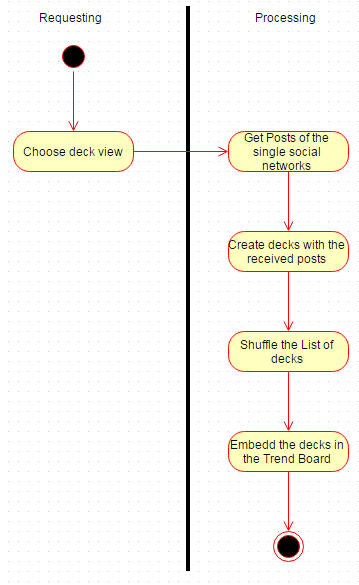 Requesting
Processing
Choose deck view
Get Posts of the
single social
networks
Create decks with the
received posts
Shuffle the List of
decks
Embedd the decks in
the Trend Board